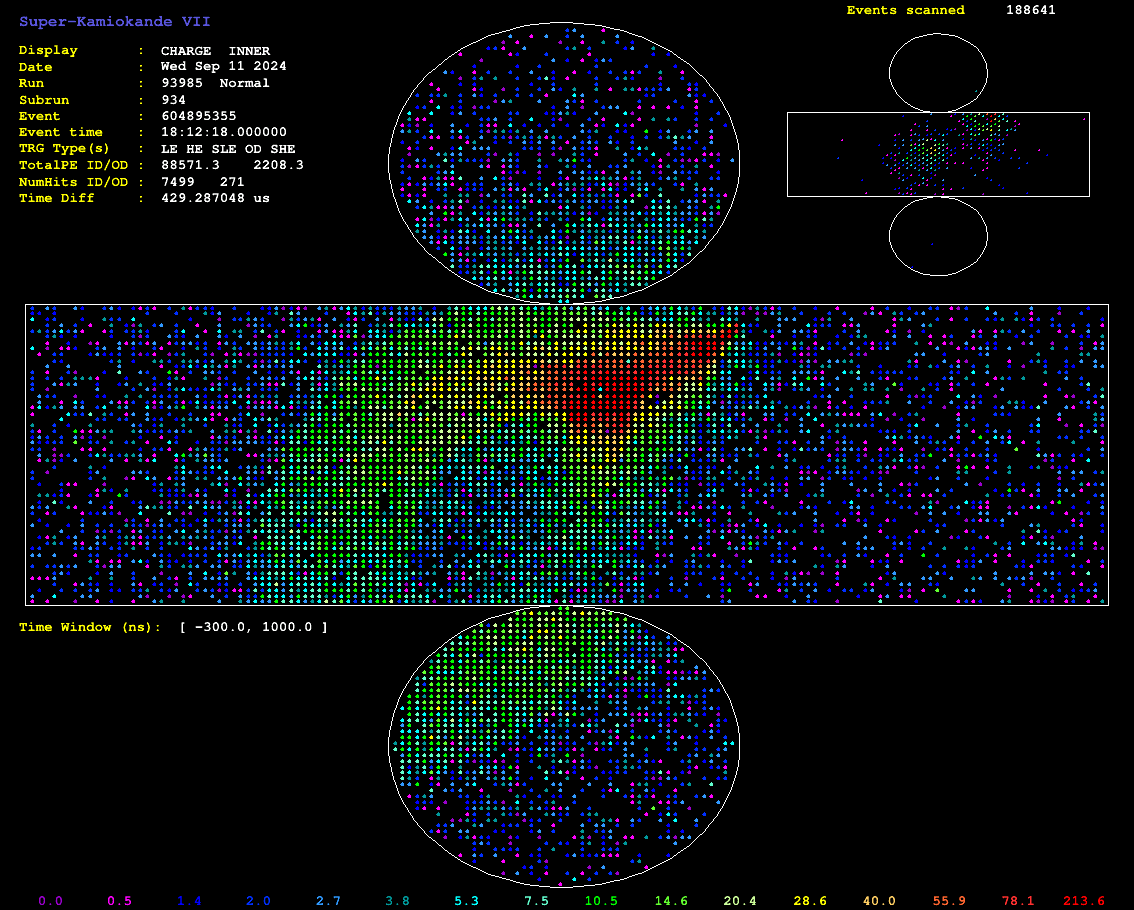 Super-Kamiokande VII
Events scanned 188641
Display : CHARGE INNER
Date : Wed Sep 11 2024
Run : 93985 Normal
Subrun : 934
Event : 604895355
Event time : 18:12:18.000000
TRG Type(s) : LE HE SLE OD SHE
TotalPE ID/OD : 88571.3 2208.3
NumHits ID/OD : 7499 271
Time Diff : 429.287048 us
Time Window (ns): [ -300.0, 1000.0 ]
0.0 0.5 1.4 2.0 2.7 3.8 5.3 7.5 10.5 14.6 20.4 28.6 40.0 55.9 78.1 213.6